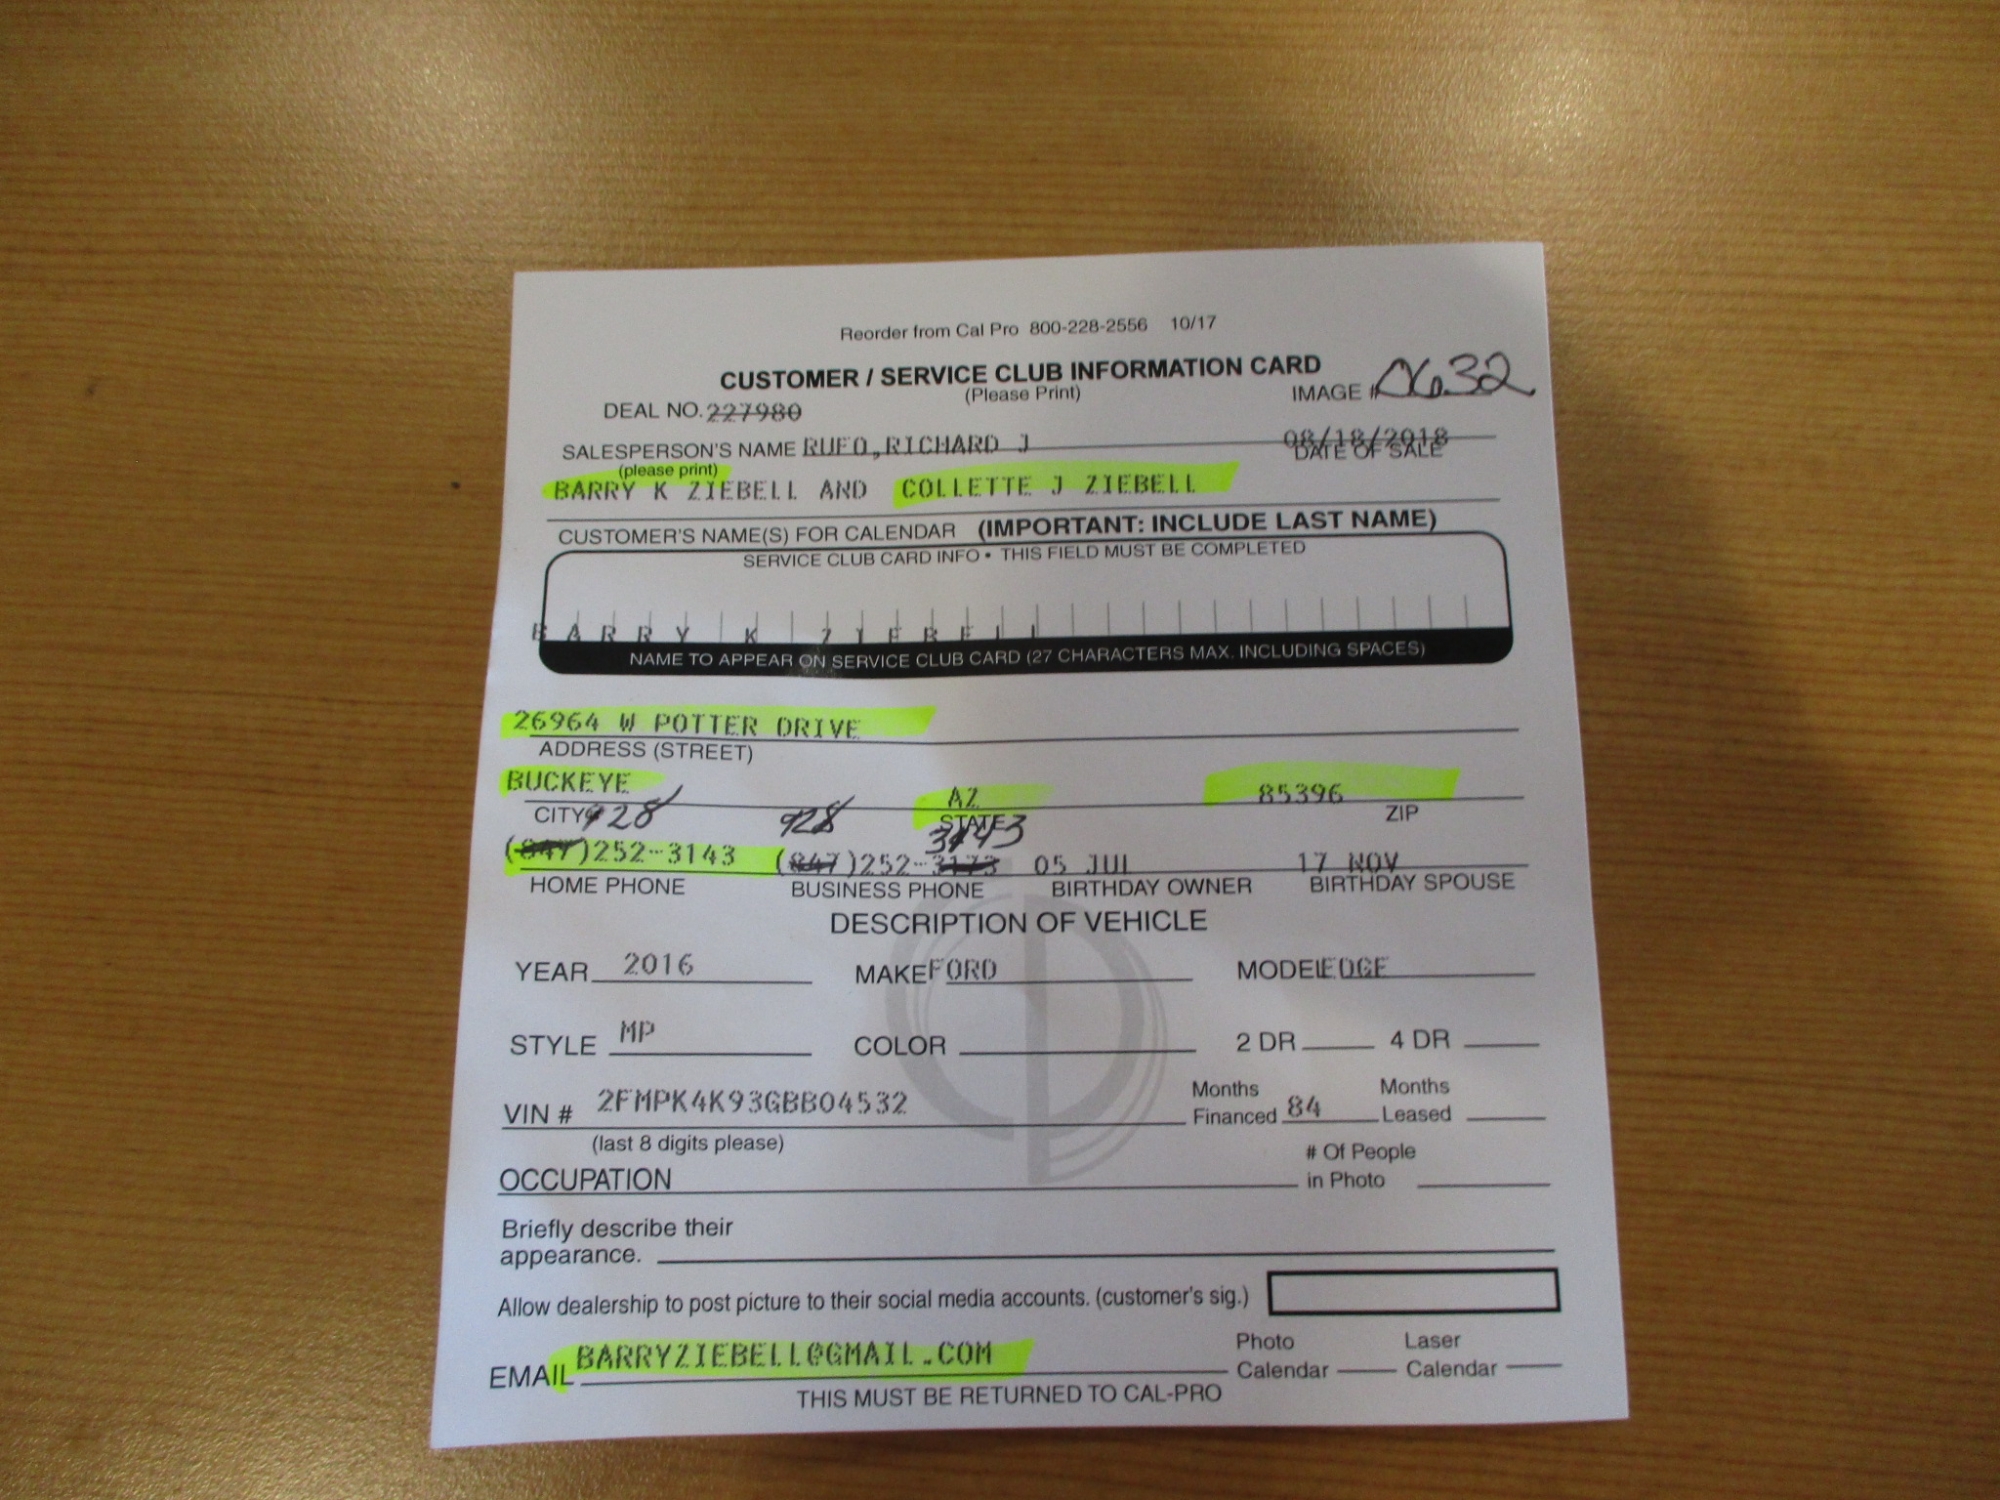 Reorder from Cal Pro 800-228-2556 10/17
CUSTOMER / SERVICE CLUB INFORMATION CARD
(Please Print)
IMAGE # 0632
DEAL NO. 227980
SALESPERSON'S NAME RUFO,RICHARD J 08/18/2018
(please print) DATE OF SALE
BARRY K ZIEBELL AND COLLETTE J ZIEBELL
CUSTOMER'S NAME(S) FOR CALENDAR (IMPORTANT: INCLUDE LAST NAME)
SERVICE CLUB CARD INFO • THIS FIELD MUST BE COMPLETED
BARRY K ZIEBELL
NAME TO APPEAR ON SERVICE CLUB CARD (27 CHARACTERS MAX. INCLUDING SPACES)
26964 W POTTER DRIVE
ADDRESS (STREET)
BUCKEYE AZ 85396
CITY STATE ZIP
928 928 3143
(847)252-3143 (847)252-3173 05 JUL 17 NOV
HOME PHONE BUSINESS PHONE BIRTHDAY OWNER BIRTHDAY SPOUSE
DESCRIPTION OF VEHICLE
YEAR 2016 MAKE FORD MODEL EDGE
STYLE MP COLOR 2 DR 4 DR
VIN # 2FMPK4K93GBB04532 Months Financed 84 Months Leased
(last 8 digits please)
OCCUPATION # Of People in Photo
Briefly describe their
appearance.
Allow dealership to post picture to their social media accounts. (customer's sig.)
EMAIL BARRYZIEBELL@GMAIL.COM Photo Calendar Laser Calendar
THIS MUST BE RETURNED TO CAL-PRO